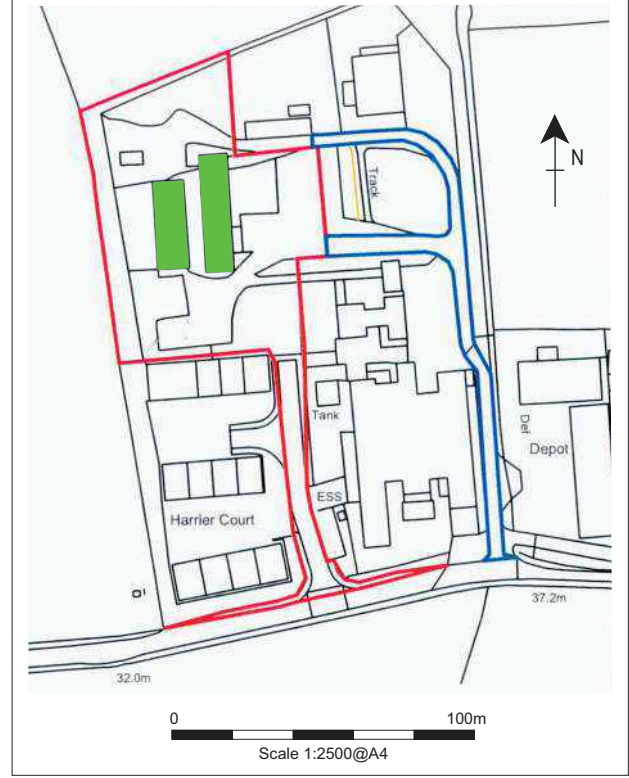 N
Track
Tank
Def
Depot
ESS
Harrier Court
37.2m
32.0m
0 100m
Scale 1:2500@A4